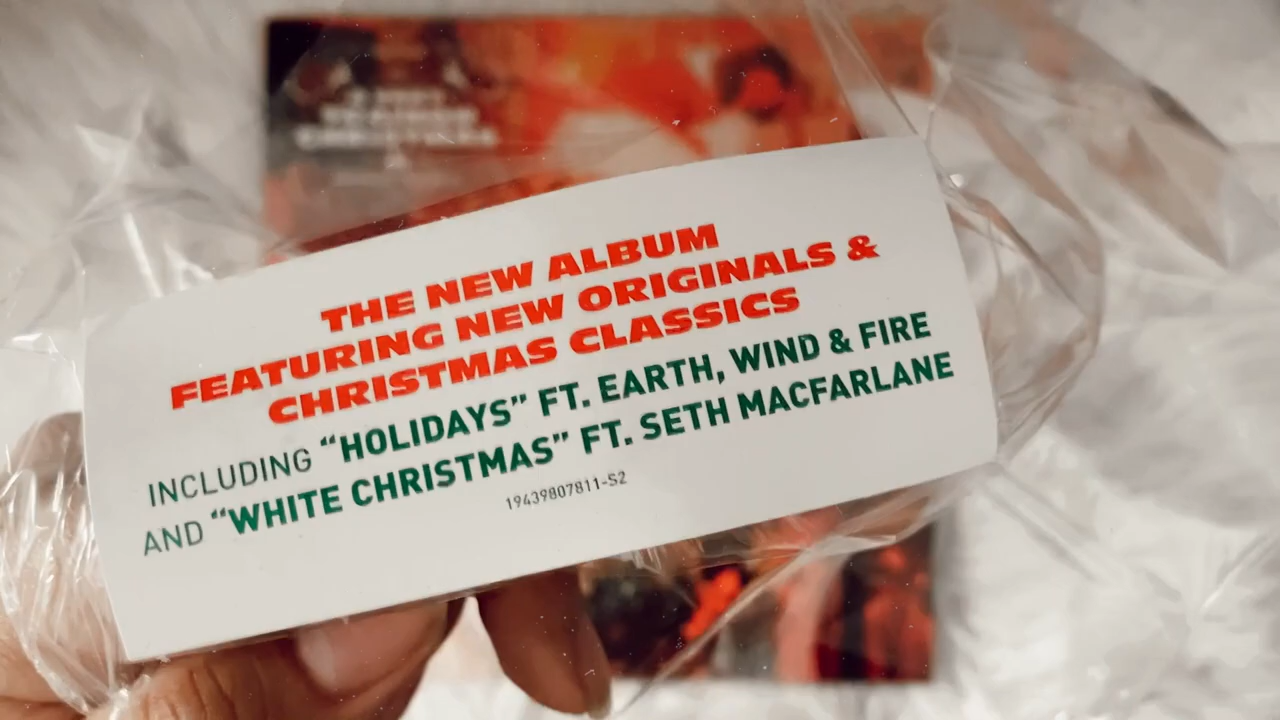 THE NEW ALBUM
FEATURING NEW ORIGINALS &
CHRISTMAS CLASSICS
INCLUDING “HOLIDAYS” FT. EARTH, WIND & FIRE
AND “WHITE CHRISTMAS” FT. SETH MACFARLANE
19439807811-S2